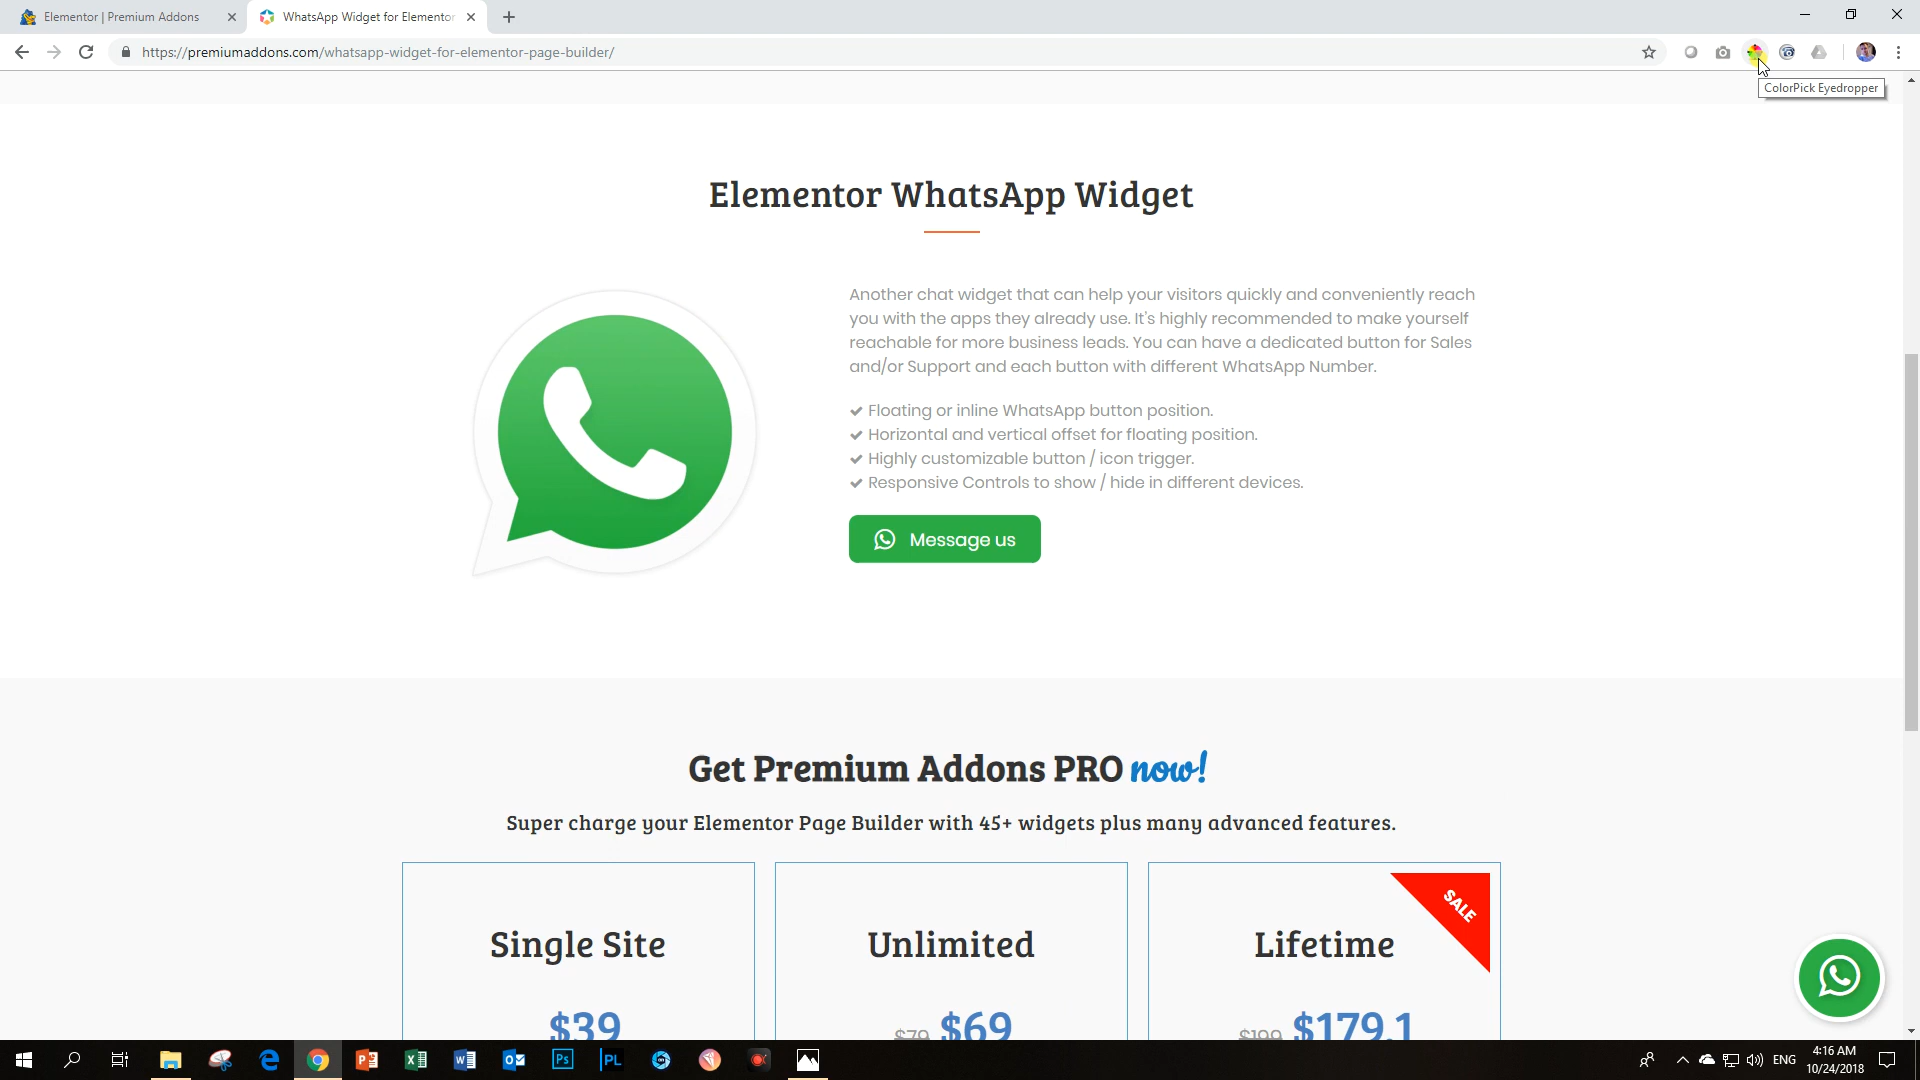 Elementor | Premium Addons
WhatsApp Widget for Elementor
https://premiumaddons.com/whatsapp-widget-for-elementor-page-builder/
ColorPick Eyedropper
Elementor WhatsApp Widget
Another chat widget that can help your visitors quickly and conveniently reach
you with the apps they already use. It's highly recommended to make yourself
reachable for more business leads. You can have a dedicated button for Sales
and/or Support and each button with different WhatsApp Number.
✔ Floating or inline WhatsApp button position.
✔ Horizontal and vertical offset for floating position.
✔ Highly customizable button / icon trigger.
✔ Responsive Controls to show / hide in different devices.
Message us
Get Premium Addons PRO now!
Super charge your Elementor Page Builder with 45+ widgets plus many advanced features.
SALE
Single Site
Unlimited
Lifetime
$39
$79 $69
$199 $179.1
Ps
PL
ENG
4:16 AM
10/24/2018